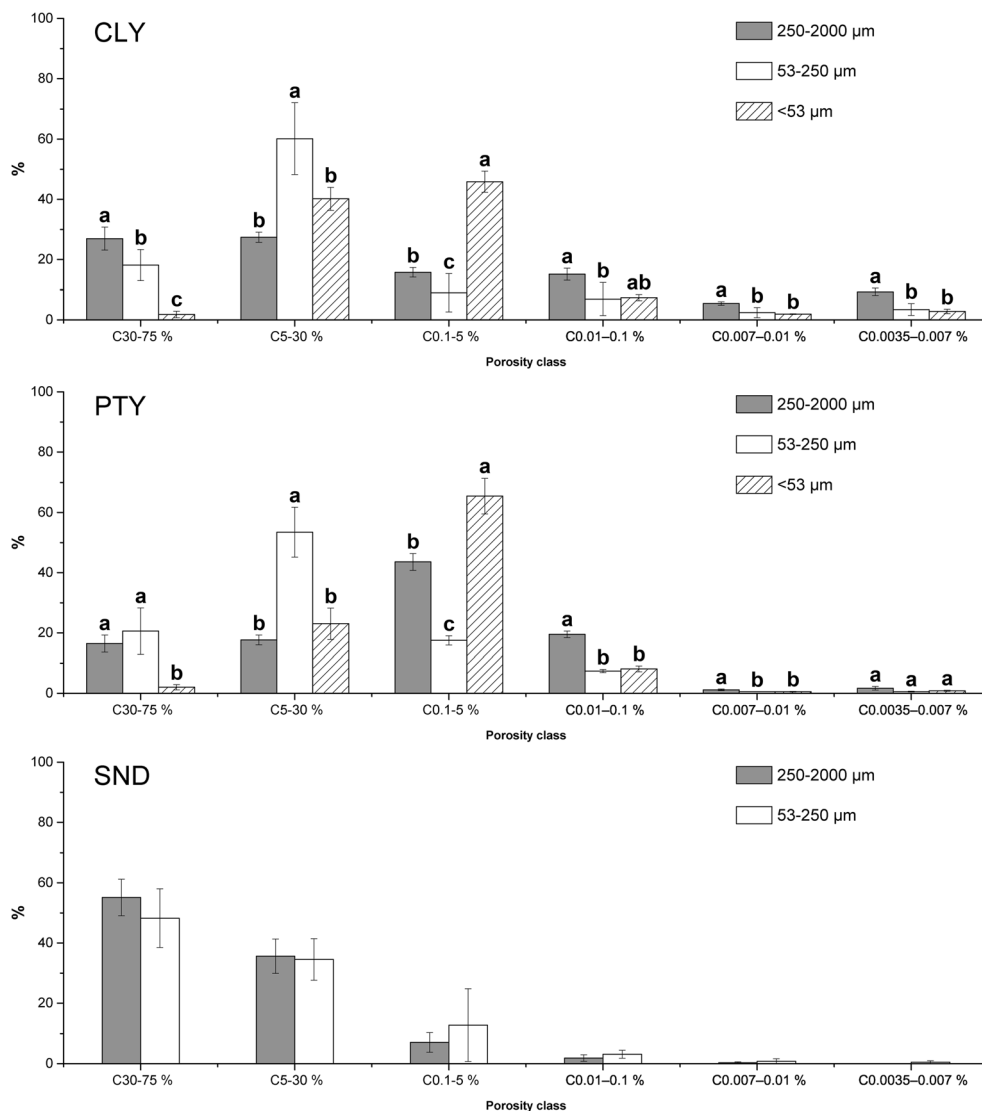 CLY
100
80
60
40
20
0
%
250-2000 µm
53-250 µm
<53 µm
a b c
b a b
b c a
a b ab
a b b
a b b
C30-75 % C5-30 % C0.1-5 % C0.01–0.1 % C0.007–0.01 % C0.0035–0.007 %
Porosity class
PTY
100
80
60
40
20
0
%
250-2000 µm
53-250 µm
<53 µm
a a b
b a b
b c a
a b b
a b b
a a a
C30-75 % C5-30 % C0.1-5 % C0.01–0.1 % C0.007–0.01 % C0.0035–0.007 %
Porosity class
SND
100
80
60
40
20
0
%
250-2000 µm
53-250 µm
C30-75 % C5-30 % C0.1-5 % C0.01–0.1 % C0.007–0.01 % C0.0035–0.007 %
Porosity class